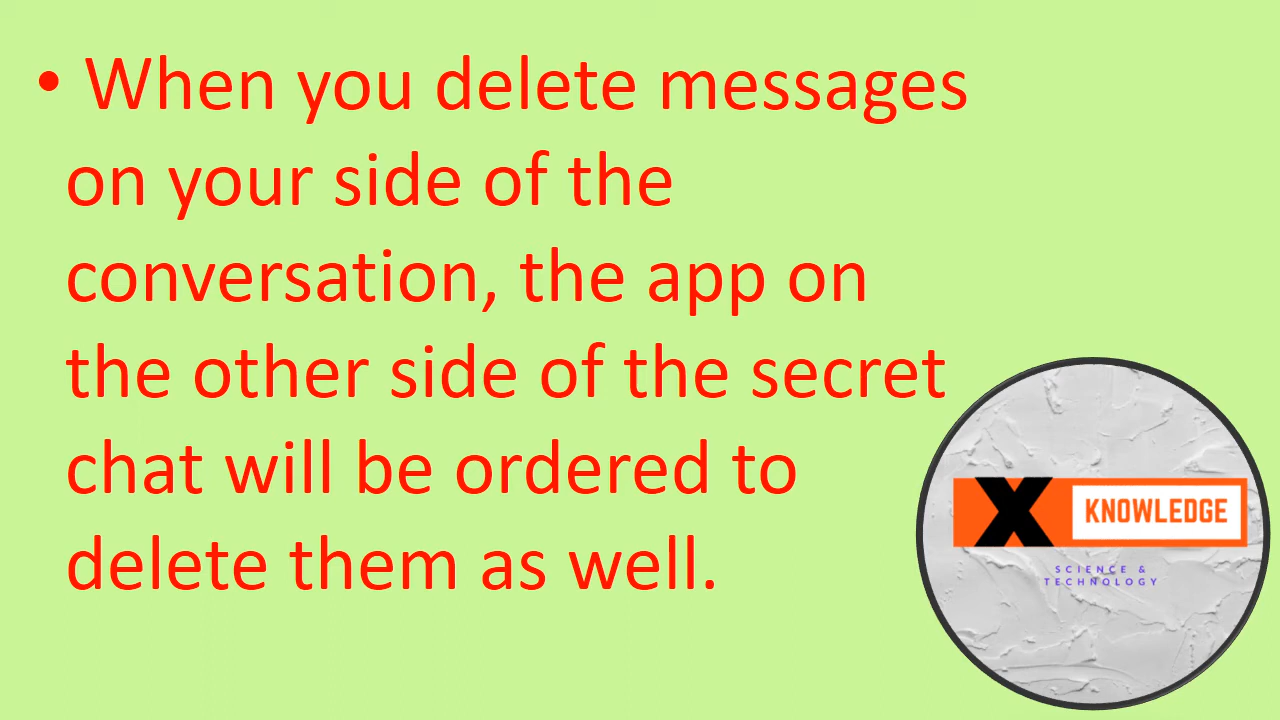 • When you delete messages
on your side of the
conversation, the app on
the other side of the secret
chat will be ordered to
delete them as well.
X KNOWLEDGE
SCIENCE &
TECHNOLOGY